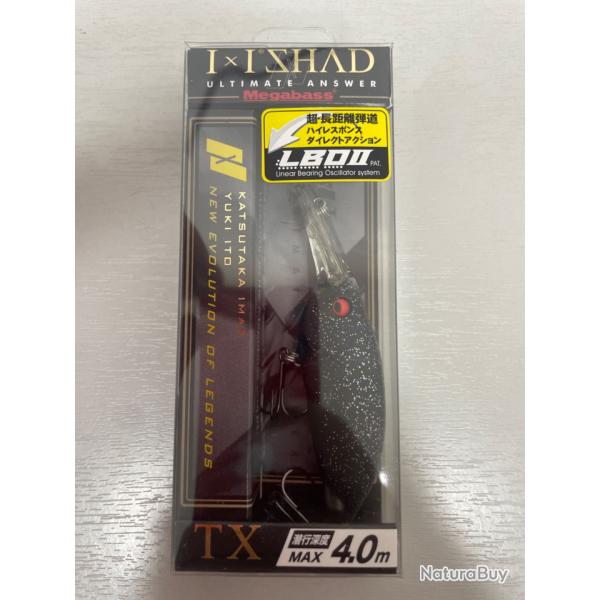 I×I SHAD
ULTIMATE ANSWER
Megabass
超・長距離弾道
ハイレスポンス
ダイレクトアクション
LBOII PAT.
Linear Bearing Oscillator system
KATSUTAKA IMAE
YUKI ITO
NEW EVOLUTION OF LEGENDS
TX
潜行深度
MAX 4.0m
NaturaBuy